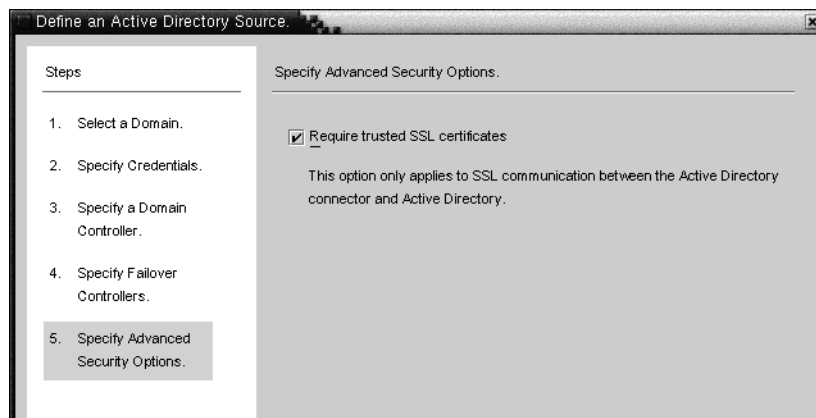 Define an Active Directory Source.
Steps
1. Select a Domain.
2. Specify Credentials.
3. Specify a Domain
Controller.
4. Specify Failover
Controllers.
5. Specify Advanced
Security Options.
Specify Advanced Security Options.
Require trusted SSL certificates
This option only applies to SSL communication between the Active Directory
connector and Active Directory.